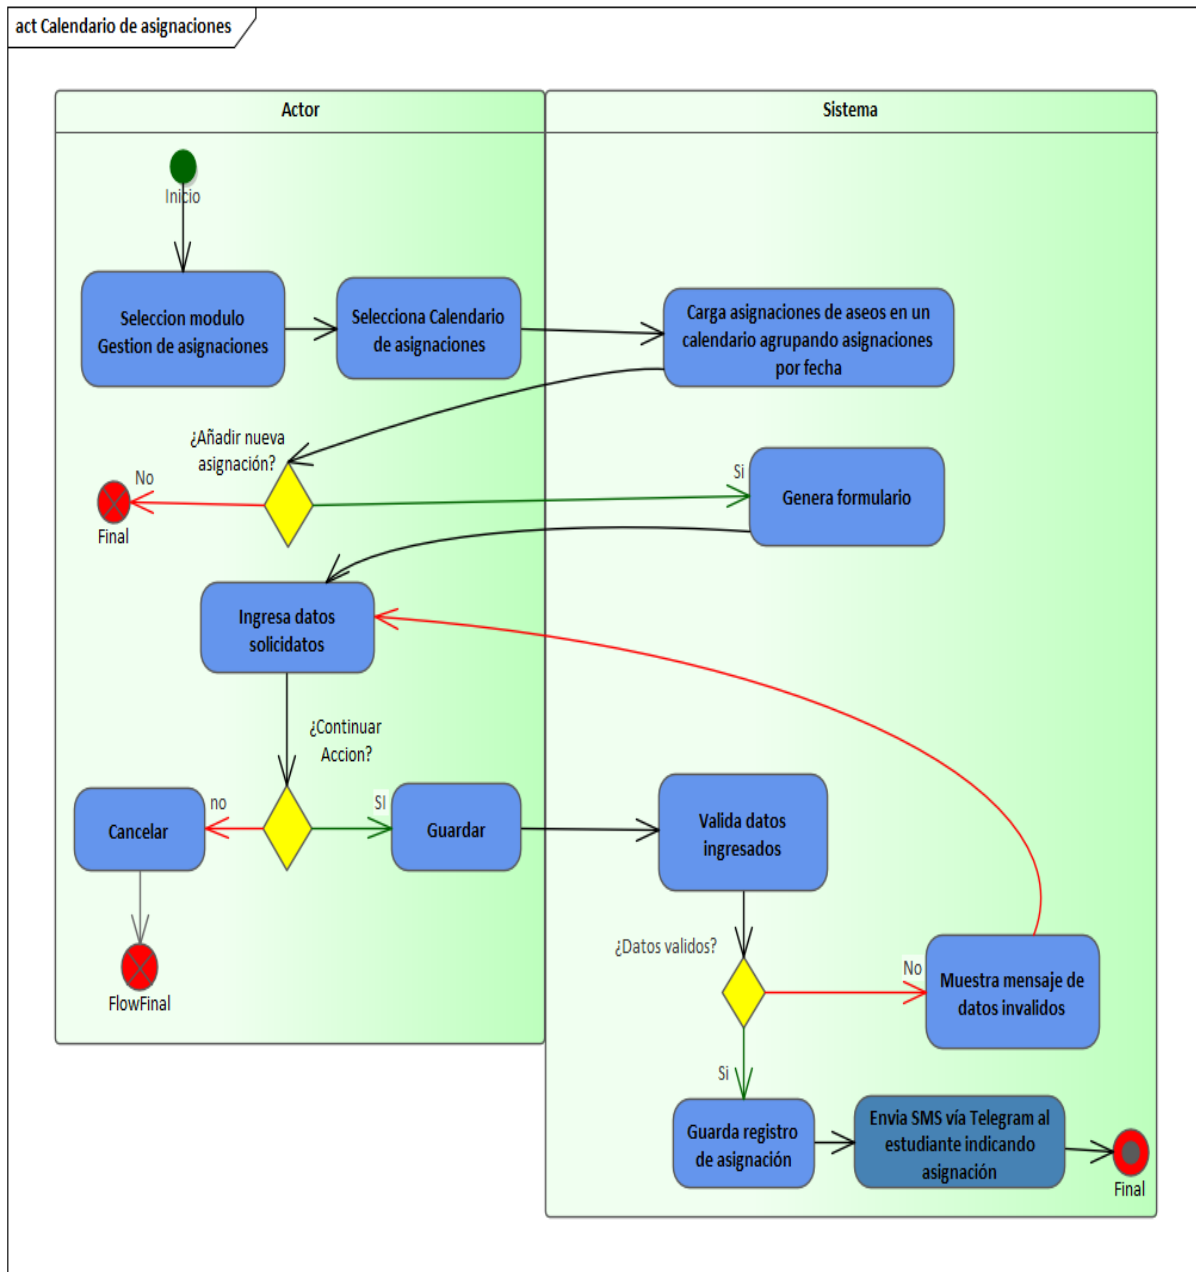 act Calendario de asignaciones
Actor
Sistema
Inicio
Seleccion modulo
Gestion de asignaciones
Selecciona Calendario
de asignaciones
Carga asignaciones de aseos en un
calendario agrupando asignaciones
por fecha
¿Añadir nueva
asignación?
No
Si
Final
Genera formulario
Ingresa datos
solicidatos
¿Continuar
Accion?
no
SI
Cancelar
Guardar
Valida datos
ingresados
FlowFinal
¿Datos validos?
No
Muestra mensaje de
datos invalidos
Si
Guarda registro
de asignación
Envia SMS vía Telegram al
estudiante indicando
asignación
Final